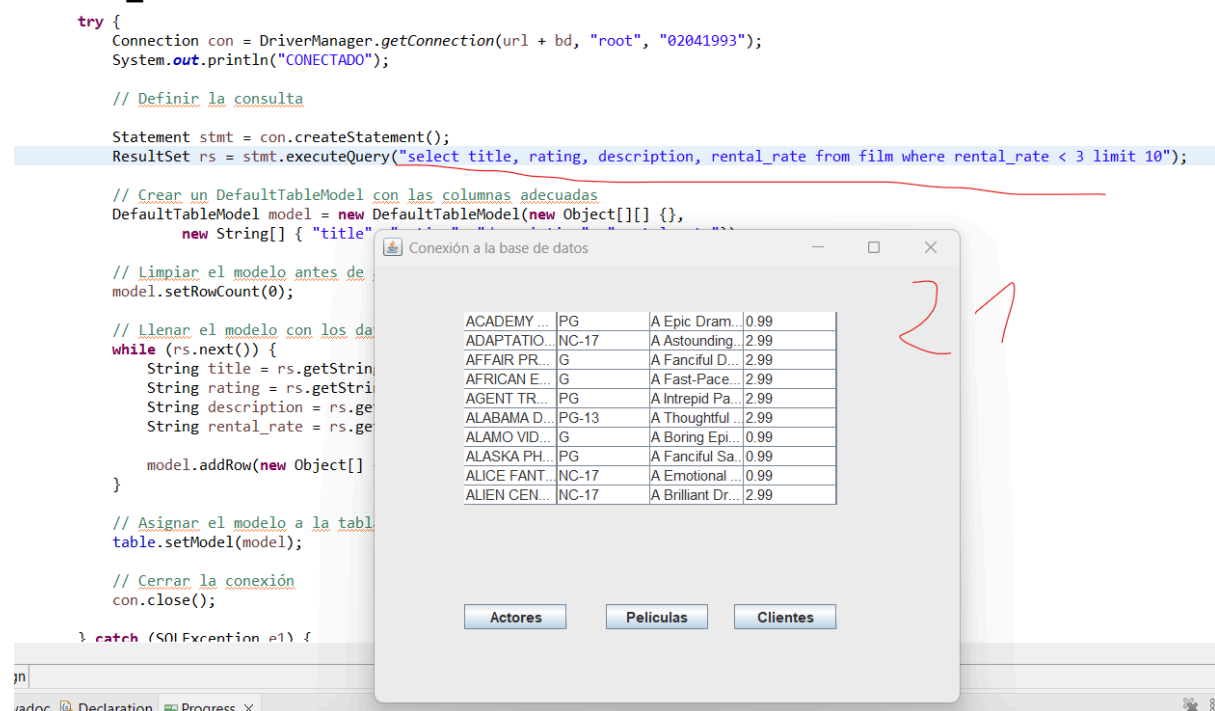 try {
Connection con = DriverManager.getConnection(url + bd, "root", "02041993");
System.out.println("CONECTADO");
// Definir la consulta
Statement stmt = con.createStatement();
ResultSet rs = stmt.executeQuery("select title, rating, description, rental_rate from film where rental_rate < 3 limit 10");
// Crear un DefaultTableModel con las columnas adecuadas
DefaultTableModel model = new DefaultTableModel(new Object[][] {},
new String[] { "title"
// Limpiar el modelo antes de
model.setRowCount(0);
// Llenar el modelo con los da
while (rs.next()) {
String title = rs.getString
String rating = rs.getStri
String description = rs.ge
String rental_rate = rs.ge
model.addRow(new Object[]
}
// Asignar el modelo a la tabl
table.setModel(model);
// Cerrar la conexión
con.close();
} catch (SQLException e1) {
Conexión a la base de datos
21
ACADEMY ... PG A Epic Dram... 0.99
ADAPTATIO... NC-17 A Astounding... 2.99
AFFAIR PR... G A Fanciful D... 2.99
AFRICAN E... G A Fast-Pace... 2.99
AGENT TR... PG A Intrepid Pa... 2.99
ALABAMA D... PG-13 A Thoughtful ... 2.99
ALAMO VID... G A Boring Epi... 0.99
ALASKA PH... PG A Fanciful Sa... 0.99
ALICE FANT... NC-17 A Emotional ... 0.99
ALIEN CEN... NC-17 A Brilliant Dr... 2.99
Actores Películas Clientes
gn
vadoc Declaration Progress